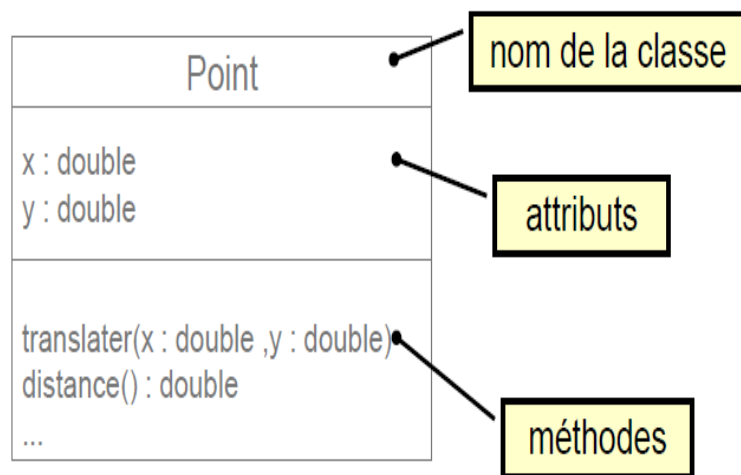 Point
nom de la classe
x : double
y : double
attributs
translater(x : double ,y : double)
distance() : double
...
méthodes